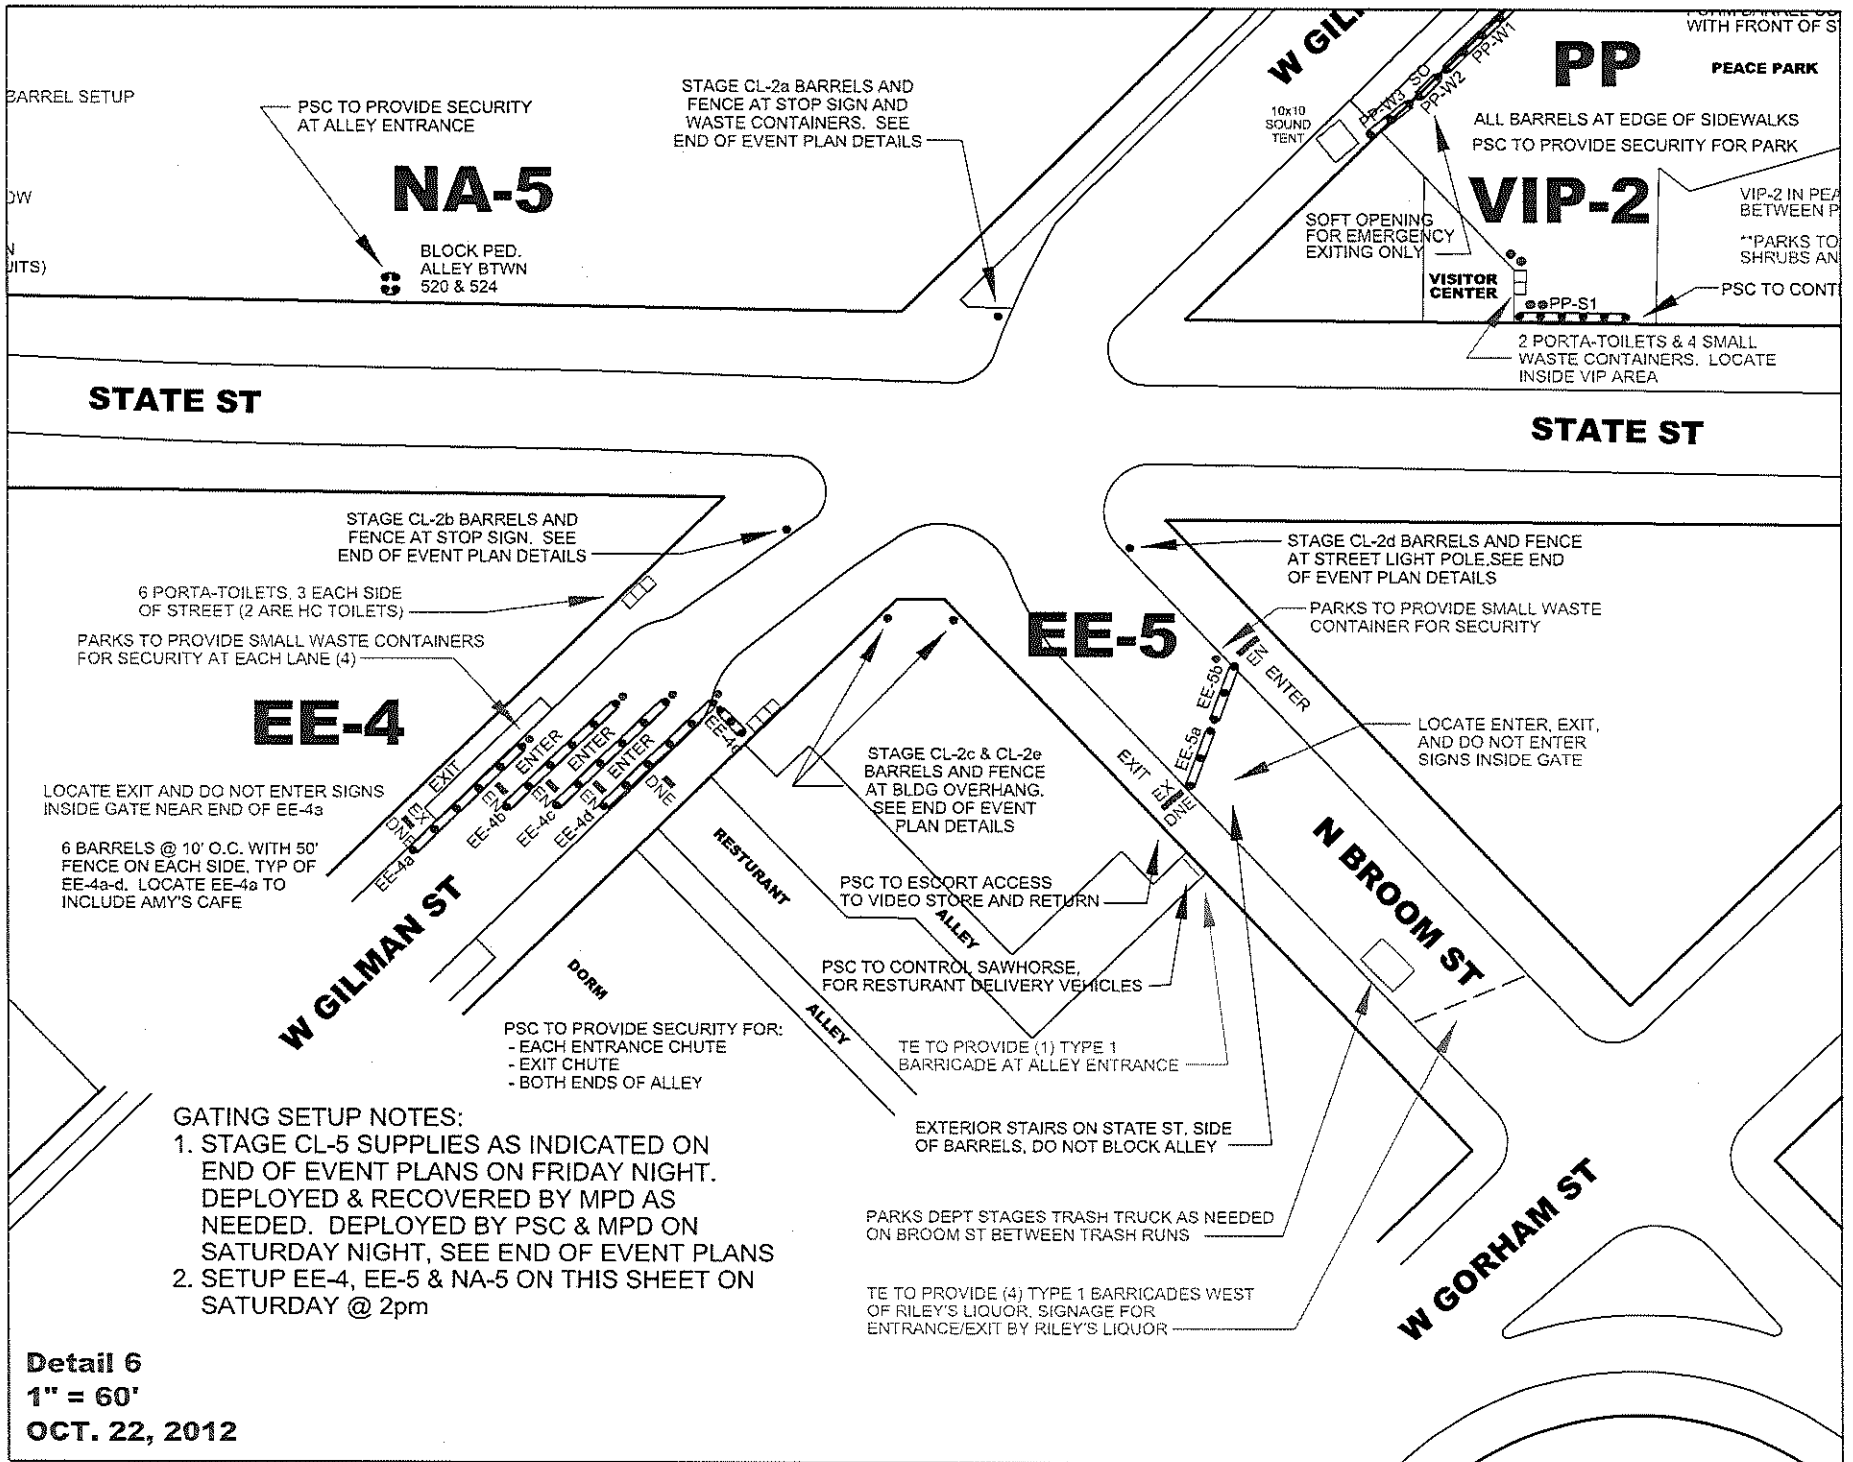 BARREL SETUP
PSC TO PROVIDE SECURITY
AT ALLEY ENTRANCE
STAGE CL-2a BARRELS AND
FENCE AT STOP SIGN AND
WASTE CONTAINERS. SEE
END OF EVENT PLAN DETAILS
NA-5
BLOCK PED.
ALLEY BTWN
520 & 524
W GIL
10x10
SOUND
TENT
PP-W3
SO
PP-W2
PP-W1
WITH FRONT OF S
PP
PEACE PARK
ALL BARRELS AT EDGE OF SIDEWALKS
PSC TO PROVIDE SECURITY FOR PARK
VIP-2
VIP-2 IN PEA
BETWEEN P
**PARKS TO
SHRUBS AN
SOFT OPENING
FOR EMERGENCY
EXITING ONLY
VISITOR
CENTER
PP-S1
PSC TO CONT
2 PORTA-TOILETS & 4 SMALL
WASTE CONTAINERS. LOCATE
INSIDE VIP AREA
STATE ST
STATE ST
STAGE CL-2b BARRELS AND
FENCE AT STOP SIGN. SEE
END OF EVENT PLAN DETAILS
6 PORTA-TOILETS, 3 EACH SIDE
OF STREET (2 ARE HC TOILETS)
PARKS TO PROVIDE SMALL WASTE CONTAINERS
FOR SECURITY AT EACH LANE (4)
EE-4
LOCATE EXIT AND DO NOT ENTER SIGNS
INSIDE GATE NEAR END OF EE-4a
6 BARRELS @ 10' O.C. WITH 50'
FENCE ON EACH SIDE, TYP OF
EE-4a-d. LOCATE EE-4a TO
INCLUDE AMY'S CAFE
EXIT
ENTER
ENTER
ENTER
EX
DNE
EN
EN
EN
DNE
EE-4a
EE-4b
EE-4c
EE-4d
W GILMAN ST
STAGE CL-2c & CL-2e
BARRELS AND FENCE
AT BLDG OVERHANG.
SEE END OF EVENT
PLAN DETAILS
EE-5
STAGE CL-2d BARRELS AND FENCE
AT STREET LIGHT POLE.SEE END
OF EVENT PLAN DETAILS
PARKS TO PROVIDE SMALL WASTE
CONTAINER FOR SECURITY
EN
ENTER
EE-5b
EE-5a
EXIT
EX
DNE
LOCATE ENTER, EXIT,
AND DO NOT ENTER
SIGNS INSIDE GATE
RESTURANT
ALLEY
DORM
ALLEY
PSC TO ESCORT ACCESS
TO VIDEO STORE AND RETURN
PSC TO CONTROL SAWHORSE,
FOR RESTURANT DELIVERY VEHICLES
N BROOM ST
PSC TO PROVIDE SECURITY FOR:
- EACH ENTRANCE CHUTE
- EXIT CHUTE
- BOTH ENDS OF ALLEY
TE TO PROVIDE (1) TYPE 1
BARRICADE AT ALLEY ENTRANCE
EXTERIOR STAIRS ON STATE ST. SIDE
OF BARRELS, DO NOT BLOCK ALLEY
PARKS DEPT STAGES TRASH TRUCK AS NEEDED
ON BROOM ST BETWEEN TRASH RUNS
TE TO PROVIDE (4) TYPE 1 BARRICADES WEST
OF RILEY'S LIQUOR, SIGNAGE FOR
ENTRANCE/EXIT BY RILEY'S LIQUOR
W GORHAM ST
GATING SETUP NOTES:
1. STAGE CL-5 SUPPLIES AS INDICATED ON
END OF EVENT PLANS ON FRIDAY NIGHT.
DEPLOYED & RECOVERED BY MPD AS
NEEDED. DEPLOYED BY PSC & MPD ON
SATURDAY NIGHT, SEE END OF EVENT PLANS
2. SETUP EE-4, EE-5 & NA-5 ON THIS SHEET ON
SATURDAY @ 2pm
Detail 6
1" = 60'
OCT. 22, 2012